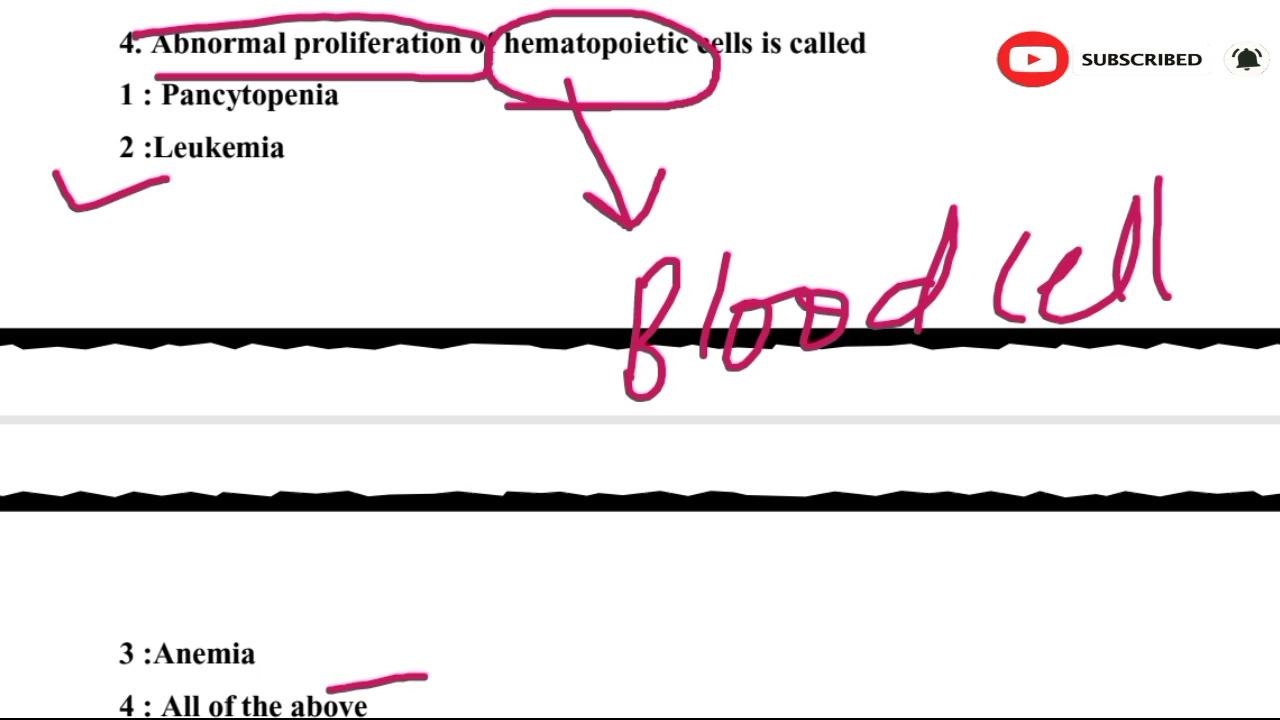 4. Abnormal proliferation of hematopoietic cells is called
SUBSCRIBED
1 : Pancytopenia
2 :Leukemia
Blood cell
3 :Anemia
4 : All of the above